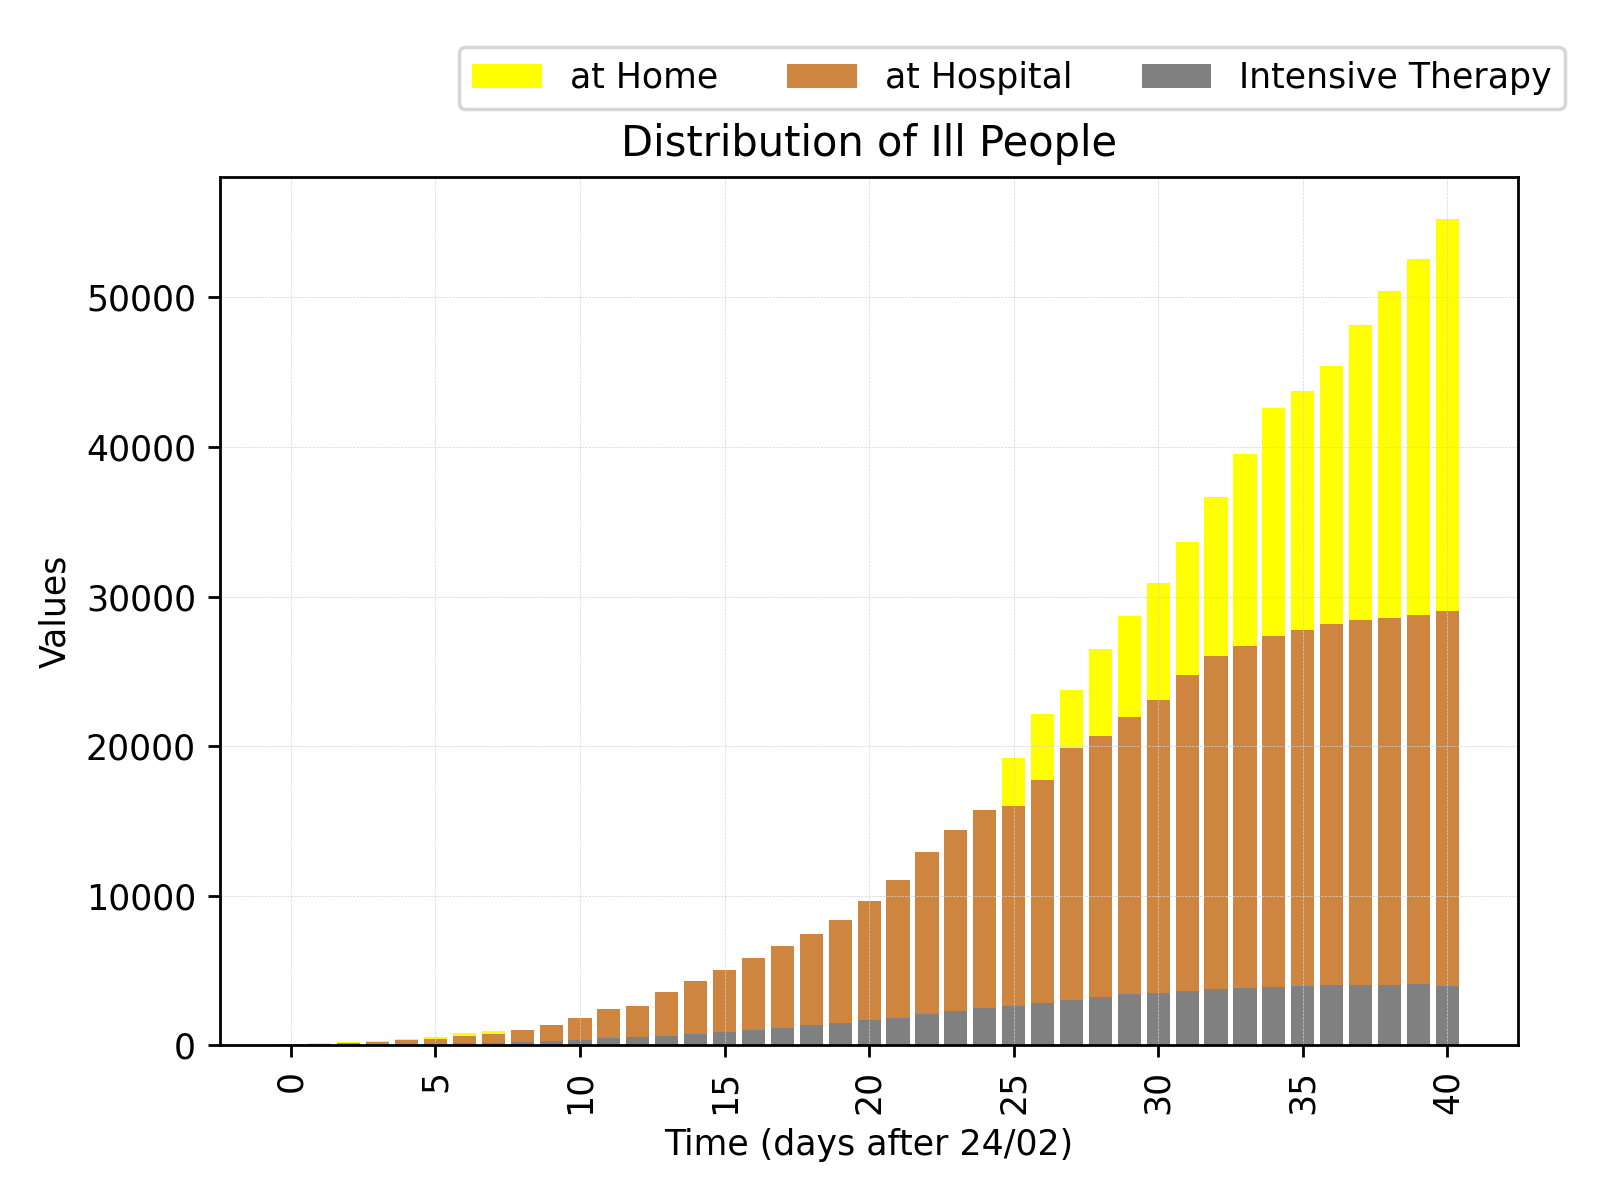 at Home at Hospital Intensive Therapy
Distribution of Ill People
Values
50000
40000
30000
20000
10000
0
0 5 10 15 20 25 30 35 40
Time (days after 24/02)